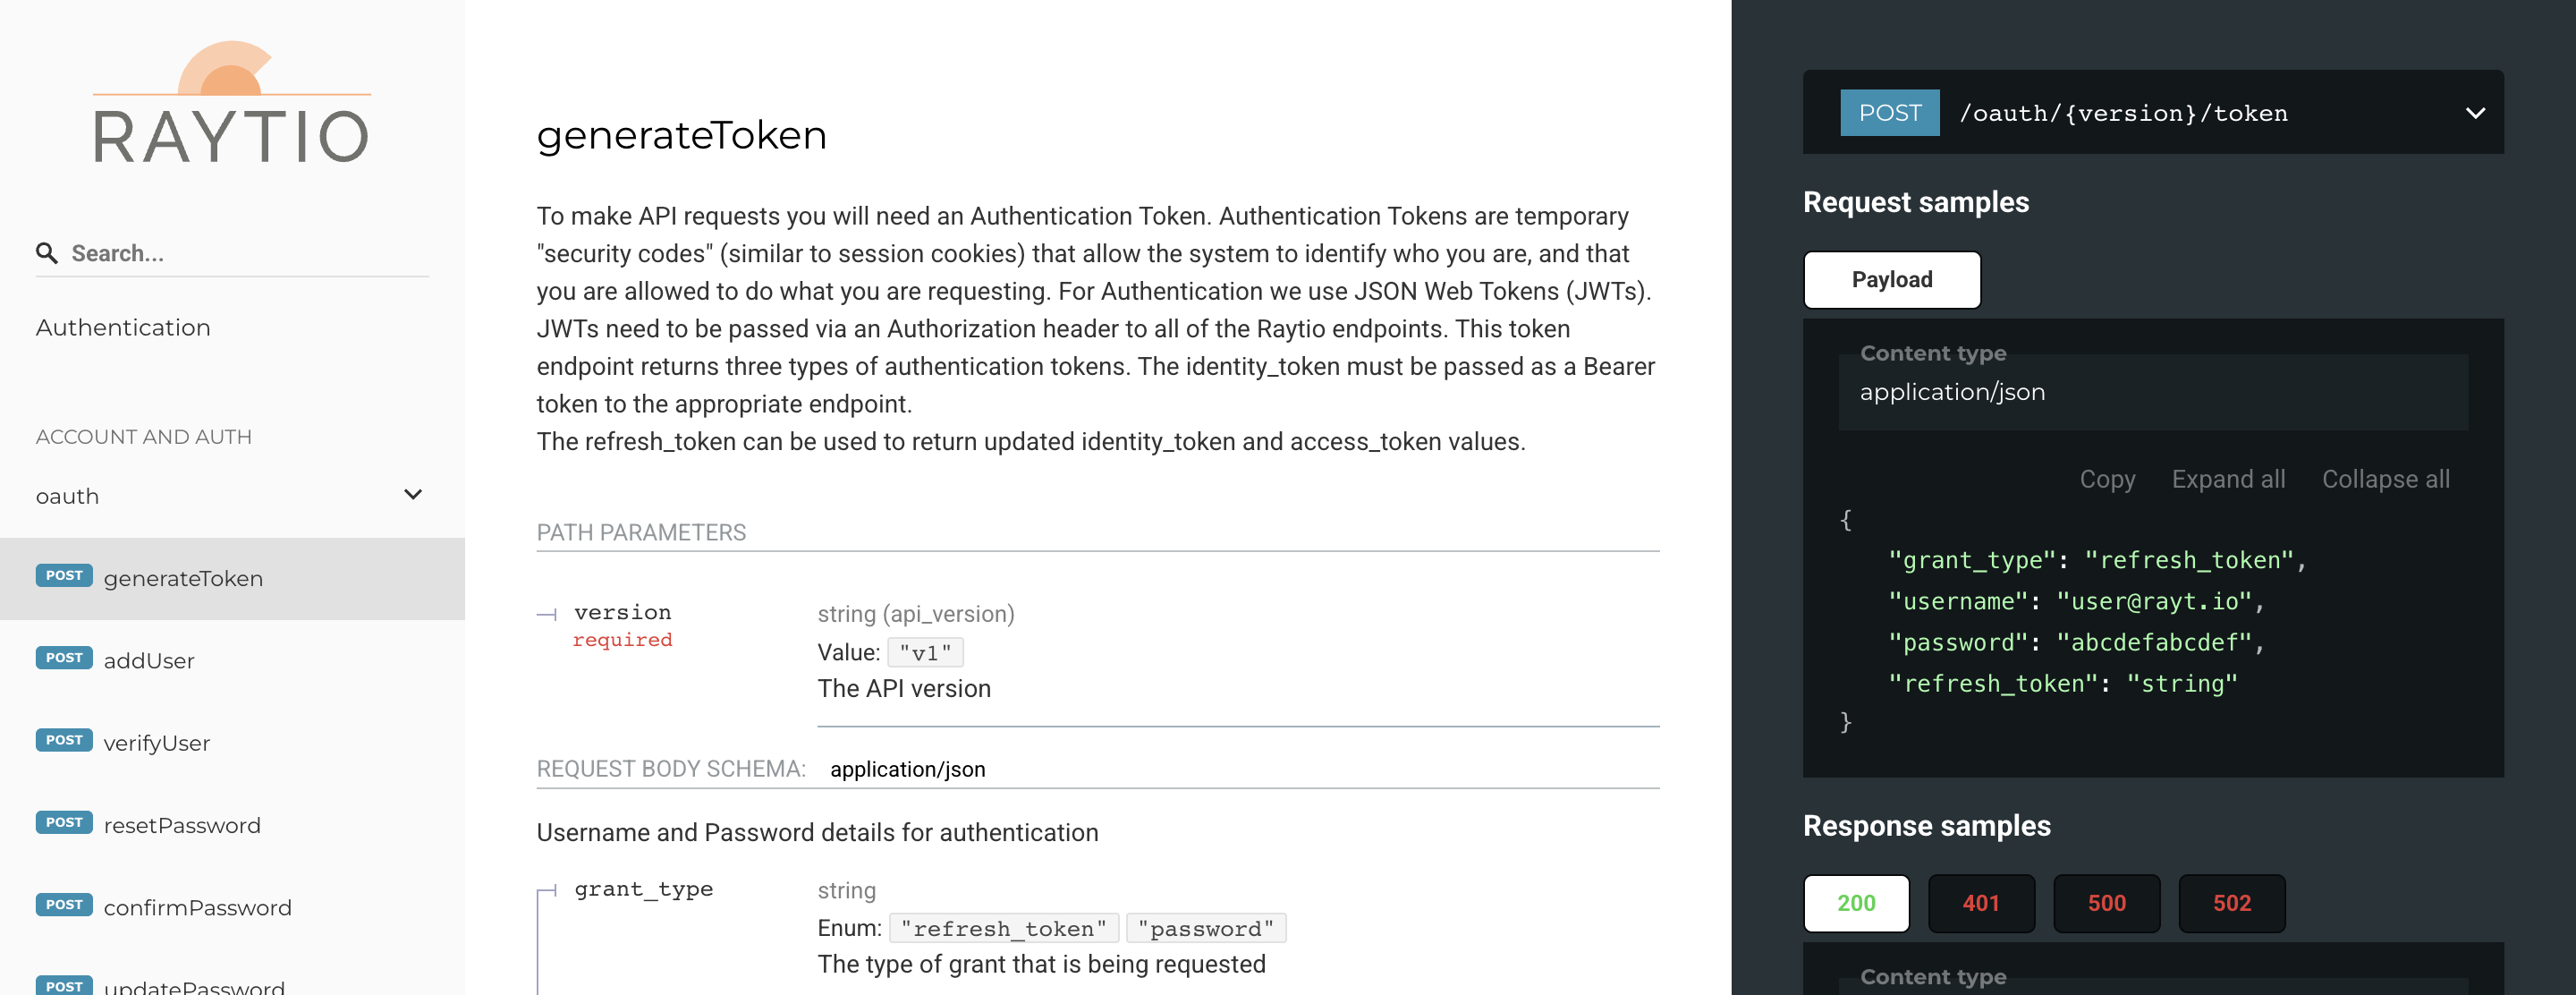 RAYTIO
Search...
Authentication
ACCOUNT AND AUTH
oauth
POST generateToken
POST addUser
POST verifyUser
POST resetPassword
POST confirmPassword
POST updatePassword
generateToken
To make API requests you will need an Authentication Token. Authentication Tokens are temporary
"security codes" (similar to session cookies) that allow the system to identify who you are, and that
you are allowed to do what you are requesting. For Authentication we use JSON Web Tokens (JWTs).
JWTs need to be passed via an Authorization header to all of the Raytio endpoints. This token
endpoint returns three types of authentication tokens. The identity_token must be passed as a Bearer
token to the appropriate endpoint.
The refresh_token can be used to return updated identity_token and access_token values.
PATH PARAMETERS
version string (api_version)
required
Value: "v1"
The API version
REQUEST BODY SCHEMA: application/json
Username and Password details for authentication
grant_type string
Enum: "refresh_token" "password"
The type of grant that is being requested
POST /oauth/{version}/token
Request samples
Payload
Content type
application/json
Copy Expand all Collapse all
{
"grant_type": "refresh_token",
"username": "user@rayt.io",
"password": "abcdefabcdef",
"refresh_token": "string"
}
Response samples
200 401 500 502
Content type